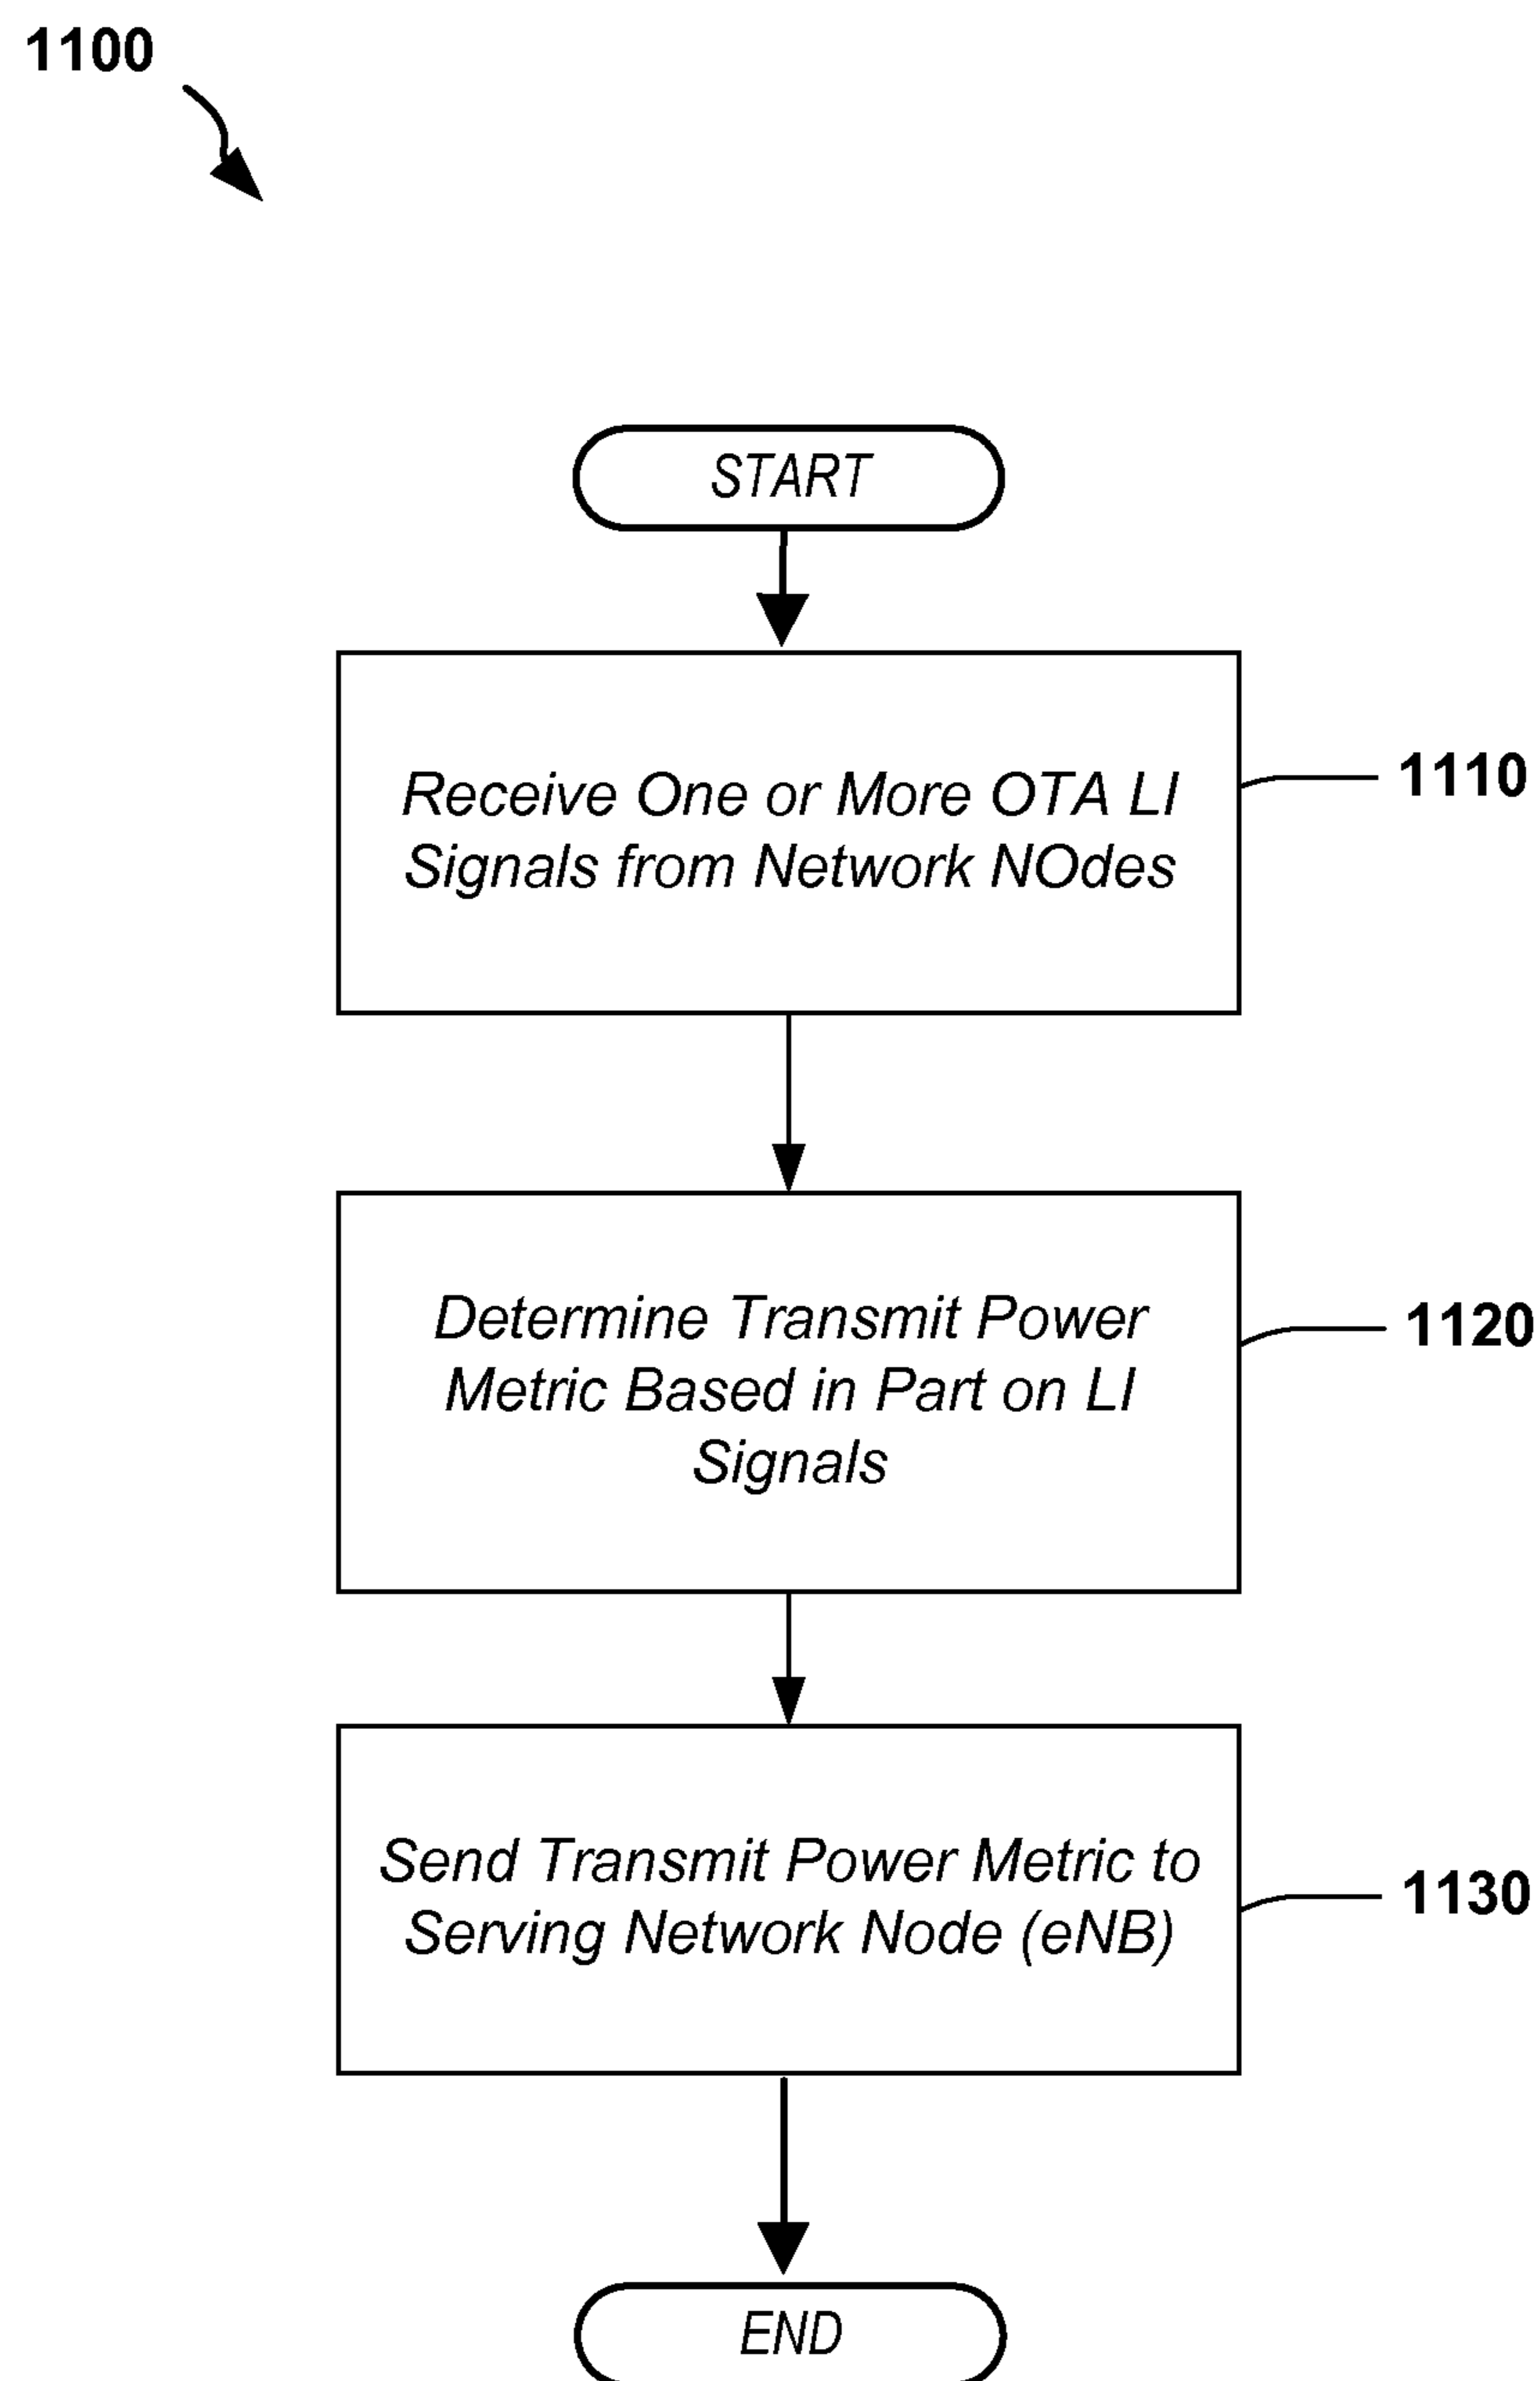 1100
START
Receive One or More OTA LI
Signals from Network NOdes
1110
Determine Transmit Power
Metric Based in Part on LI
Signals
1120
Send Transmit Power Metric to
Serving Network Node (eNB)
1130
END